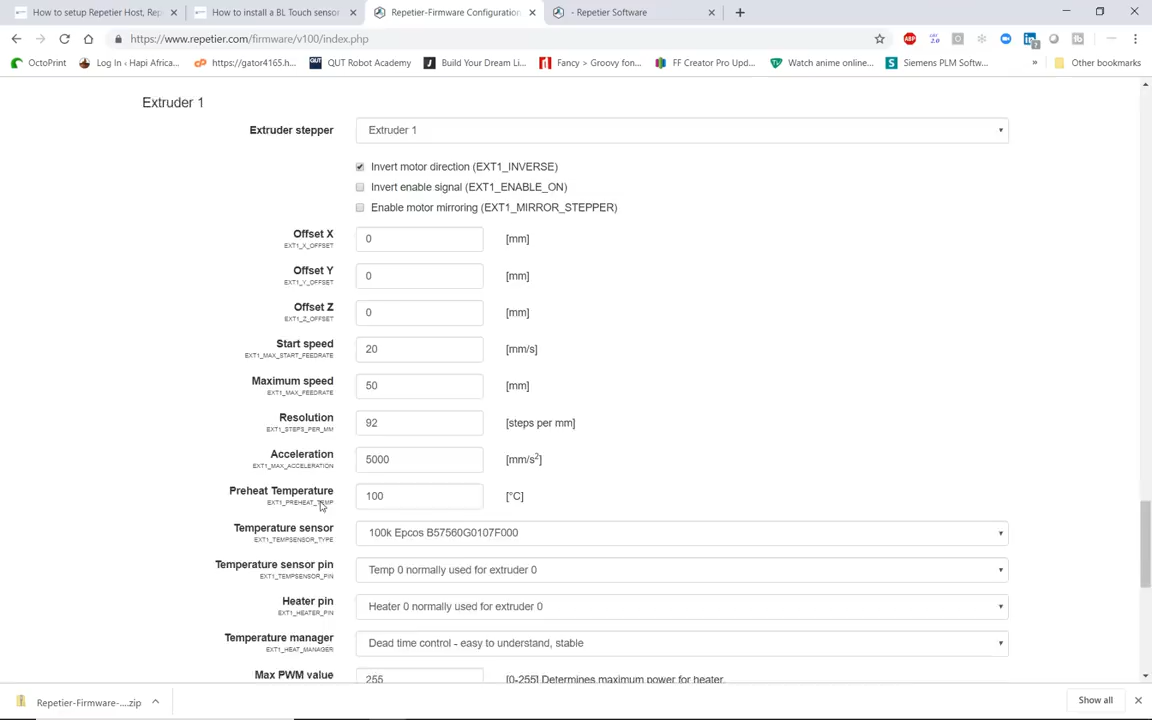 How to setup Repetier Host, Rep
How to install a BL Touch sensor
Repetier-Firmware Configuration
- Repetier Software
https://www.repetier.com/firmware/v100/index.php
OctoPrint
Log In ‹ Hapi Africa...
https://gator4165.h...
QUT Robot Academy
Build Your Dream Li...
Fancy > Groovy fon...
FF Creator Pro Upd...
Watch anime online...
Siemens PLM Softw...
»
Other bookmarks
Extruder 1
Extruder stepper
Extruder 1
Invert motor direction (EXT1_INVERSE)
Invert enable signal (EXT1_ENABLE_ON)
Enable motor mirroring (EXT1_MIRROR_STEPPER)
Offset X
EXT1_X_OFFSET
0
[mm]
Offset Y
EXT1_Y_OFFSET
0
[mm]
Offset Z
EXT1_Z_OFFSET
0
[mm]
Start speed
EXT1_MAX_START_FEEDRATE
20
[mm/s]
Maximum speed
EXT1_MAX_FEEDRATE
50
[mm]
Resolution
EXT1_STEPS_PER_MM
92
[steps per mm]
Acceleration
EXT1_MAX_ACCELERATION
5000
[mm/s²]
Preheat Temperature
EXT1_PREHEAT_TEMP
100
[°C]
Temperature sensor
EXT1_TEMPSENSOR_TYPE
100k Epcos B57560G0107F000
Temperature sensor pin
EXT1_TEMPSENSOR_PIN
Temp 0 normally used for extruder 0
Heater pin
EXT1_HEATER_PIN
Heater 0 normally used for extruder 0
Temperature manager
EXT1_HEAT_MANAGER
Dead time control - easy to understand, stable
Max PWM value
255
[0-255] Determines maximum power for heater.
Repetier-Firmware-....zip
Show all